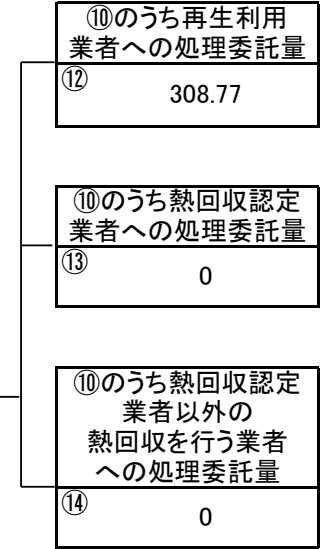 ⑩のうち再生利用
業者への処理委託量
⑫
308.77
⑩のうち熱回収認定
業者への処理委託量
⑬
0
⑩のうち熱回収認定
業者以外の
熱回収を行う業者
への処理委託量
⑭
0